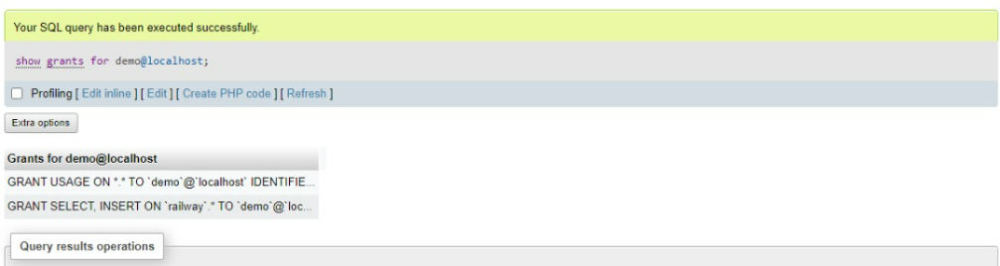 Your SQL query has been executed successfully.
show grants for demo@localhost;
Profiling [ Edit inline ] [ Edit ] [ Create PHP code ] [ Refresh ]
Extra options
Grants for demo@localhost
GRANT USAGE ON *.* TO `demo`@`localhost` IDENTIFIE...
GRANT SELECT, INSERT ON `railway`.* TO `demo`@`loc...
Query results operations